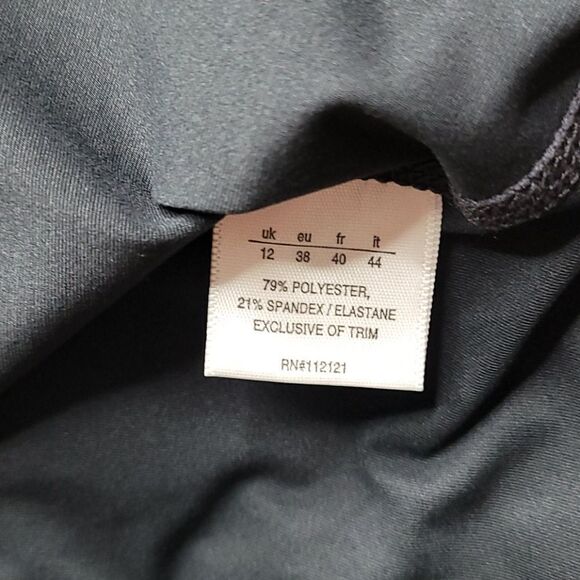 uk eu fr it
12 38 40 44
79% POLYESTER,
21% SPANDEX / ELASTANE
EXCLUSIVE OF TRIM
RN#112121